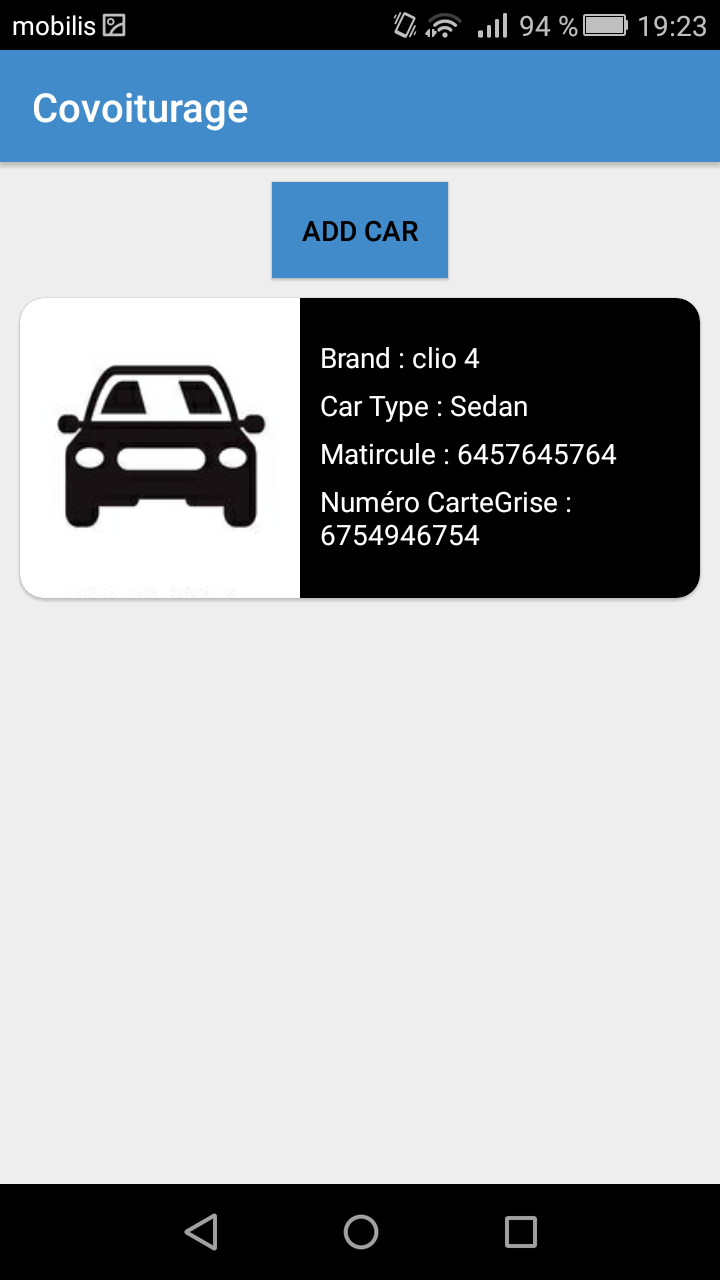 mobilis 94 % 19:23
Covoiturage
ADD CAR
Brand : clio 4
Car Type : Sedan
Matircule : 6457645764
Numéro CarteGrise :
6754946754